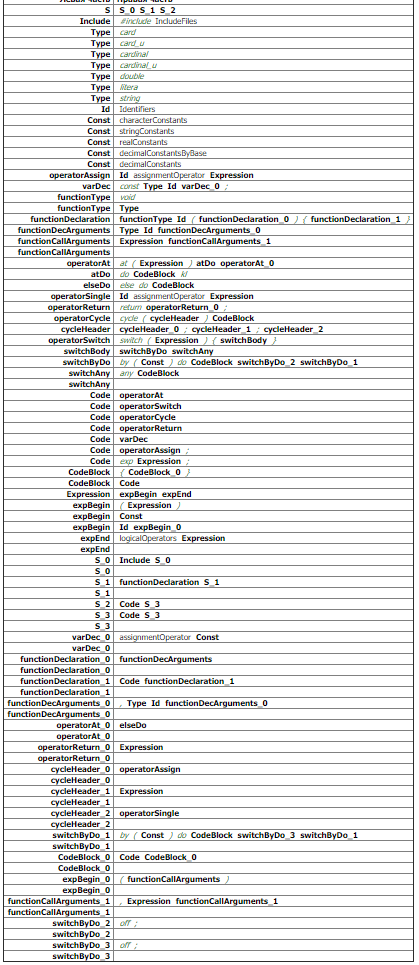 Левая часть Правая часть
S S_0 S_1 S_2
Include #include IncludeFiles
Type card
Type card_u
Type cardinal
Type cardinal_u
Type double
Type litera
Type string
Id Identifiers
Const characterConstants
Const stringConstants
Const realConstants
Const decimalConstantsByBase
Const decimalConstants
operatorAssign Id assignmentOperator Expression
varDec const Type Id varDec_0 ;
functionType void
functionType Type
functionDeclaration functionType Id ( functionDeclaration_0 ) { functionDeclaration_1 }
functionDecArguments Type Id functionDecArguments_0
functionCallArguments Expression functionCallArguments_1
functionCallArguments
operatorAt at ( Expression ) atDo operatorAt_0
atDo do CodeBlock kl
elseDo else do CodeBlock
operatorSingle Id assignmentOperator Expression
operatorReturn return operatorReturn_0 ;
operatorCycle cycle ( cycleHeader ) CodeBlock
cycleHeader cycleHeader_0 ; cycleHeader_1 ; cycleHeader_2
operatorSwitch switch ( Expression ) { switchBody }
switchBody switchByDo switchAny
switchByDo by ( Const ) do CodeBlock switchByDo_2 switchByDo_1
switchAny any CodeBlock
switchAny
Code operatorAt
Code operatorSwitch
Code operatorCycle
Code operatorReturn
Code varDec
Code operatorAssign ;
Code exp Expression ;
CodeBlock { CodeBlock_0 }
CodeBlock Code
Expression expBegin expEnd
expBegin ( Expression )
expBegin Const
expBegin Id expBegin_0
expEnd logicalOperators Expression
expEnd
S_0 Include S_0
S_0
S_1 functionDeclaration S_1
S_1
S_2 Code S_3
S_3 Code S_3
S_3
varDec_0 assignmentOperator Const
varDec_0
functionDeclaration_0 functionDecArguments
functionDeclaration_0
functionDeclaration_1 Code functionDeclaration_1
functionDeclaration_1
functionDecArguments_0 , Type Id functionDecArguments_0
functionDecArguments_0
operatorAt_0 elseDo
operatorAt_0
operatorReturn_0 Expression
operatorReturn_0
cycleHeader_0 operatorAssign
cycleHeader_0
cycleHeader_1 Expression
cycleHeader_1
cycleHeader_2 operatorSingle
cycleHeader_2
switchByDo_1 by ( Const ) do CodeBlock switchByDo_3 switchByDo_1
switchByDo_1
CodeBlock_0 Code CodeBlock_0
CodeBlock_0
expBegin_0 ( functionCallArguments )
expBegin_0
functionCallArguments_1 , Expression functionCallArguments_1
functionCallArguments_1
switchByDo_2 off ;
switchByDo_2
switchByDo_3 off ;
switchByDo_3